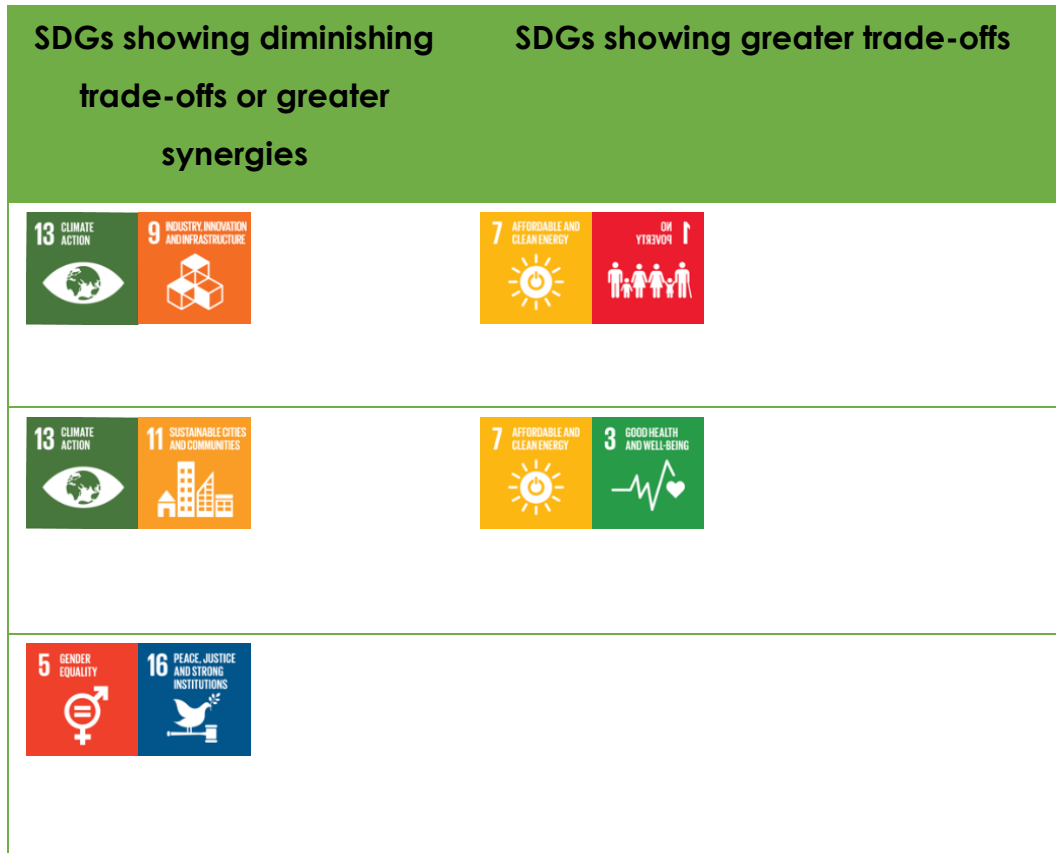 SDGs showing diminishing
trade-offs or greater
synergies
SDGs showing greater trade-offs
13 CLIMATE
ACTION
9 INDUSTRY, INNOVATION
AND INFRASTRUCTURE
7 AFFORDABLE AND
CLEAN ENERGY
1 NO
POVERTY
13 CLIMATE
ACTION
11 SUSTAINABLE CITIES
AND COMMUNITIES
7 AFFORDABLE AND
CLEAN ENERGY
3 GOOD HEALTH
AND WELL-BEING
5 GENDER
EQUALITY
16 PEACE, JUSTICE
AND STRONG
INSTITUTIONS